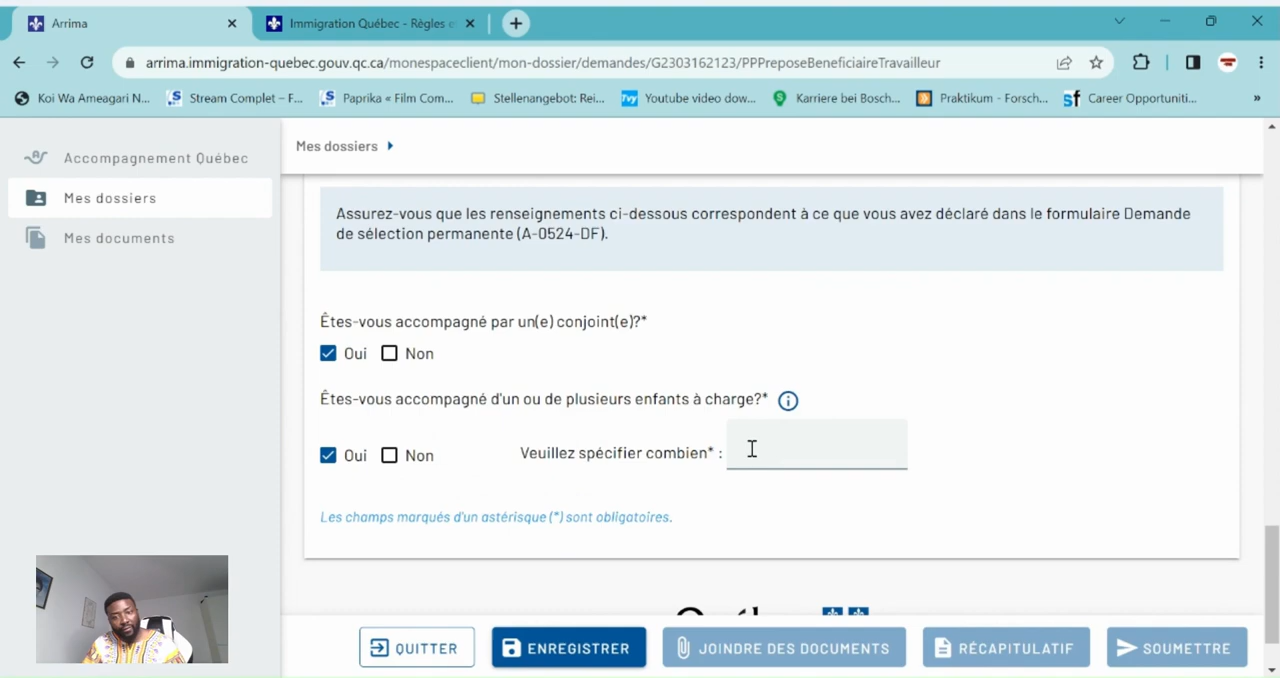 Arrima
Immigration Québec - Règles e
arrima.immigration-quebec.gouv.qc.ca/monespaceclient/mon-dossier/demandes/G2303162123/PPPreposeBeneficiaireTravailleur
Koi Wa Ameagari N...
Stream Complet – F...
Paprika « Film Com...
Stellenangebot: Rei...
Youtube video dow...
Karriere bei Bosch...
Praktikum - Forsch...
Career Opportuniti...
»
Accompagnement Québec
Mes dossiers
Mes documents
Mes dossiers
Assurez-vous que les renseignements ci-dessous correspondent à ce que vous avez déclaré dans le formulaire Demande
de sélection permanente (A-0524-DF).
Êtes-vous accompagné par un(e) conjoint(e)?*
Oui Non
Êtes-vous accompagné d'un ou de plusieurs enfants à charge?*
Oui Non Veuillez spécifier combien* :
Les champs marqués d'un astérisque (*) sont obligatoires.
QUITTER
ENREGISTRER
JOINDRE DES DOCUMENTS
RÉCAPITULATIF
SOUMETTRE